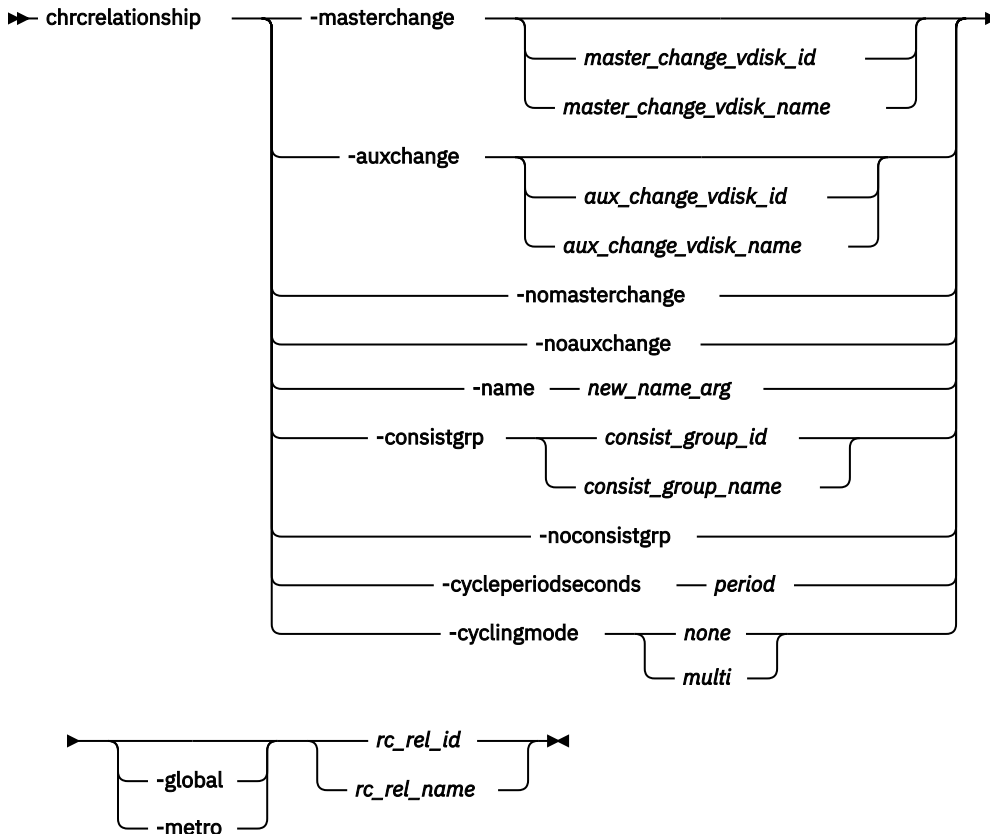 chrcrelationship -masterchange
master_change_vdisk_id
master_change_vdisk_name
-auxchange
aux_change_vdisk_id
aux_change_vdisk_name
-nomasterchange
-noauxchange
-name new_name_arg
-consistgrp consist_group_id
consist_group_name
-noconsistgrp
-cycleperiodseconds period
-cyclingmode none
multi
rc_rel_id
-global
rc_rel_name
-metro